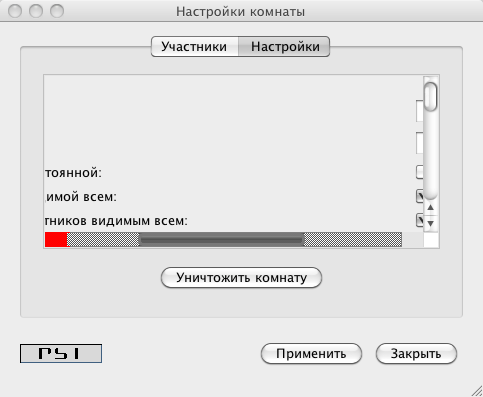 Настройки комнаты
Участники Настройки
тоянной:
имой всем:
тников видимым всем:
Уничтожить комнату
PSI Применить Закрыть